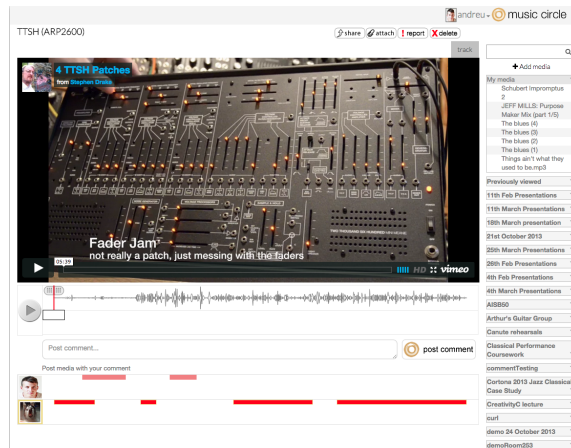 andreu
music circle
TTSH (ARP2600)
share
attach
report
delete
track
4 TTSH Patches
from Stephen Drake
Fader Jam
not really a patch, just messing with the faders
05:39
HD
vimeo
Post comment...
post comment
Post media with your comment
+ Add media
My media
Schubert Impromptus
2
JEFF MILLS: Purpose
Maker Mix (part 1/5)
The blues (4)
The blues (3)
The blues (2)
The blues (1)
Things ain't what they
used to be.mp3
Previously viewed
11th Feb Presentations
11th March Presentations
18th March presentation
21st October 2013
25th March Presentations
26th Feb Presentations
4th Feb Presentations
4th March Presentations
AISB50
Arthur's Guitar Group
Canute rehearsals
Classical Performance
Coursework
commentTesting
Cortona 2013 Jazz Classical
Case Study
CreativityC lecture
curl
demo 24 October 2013
demoRoom253